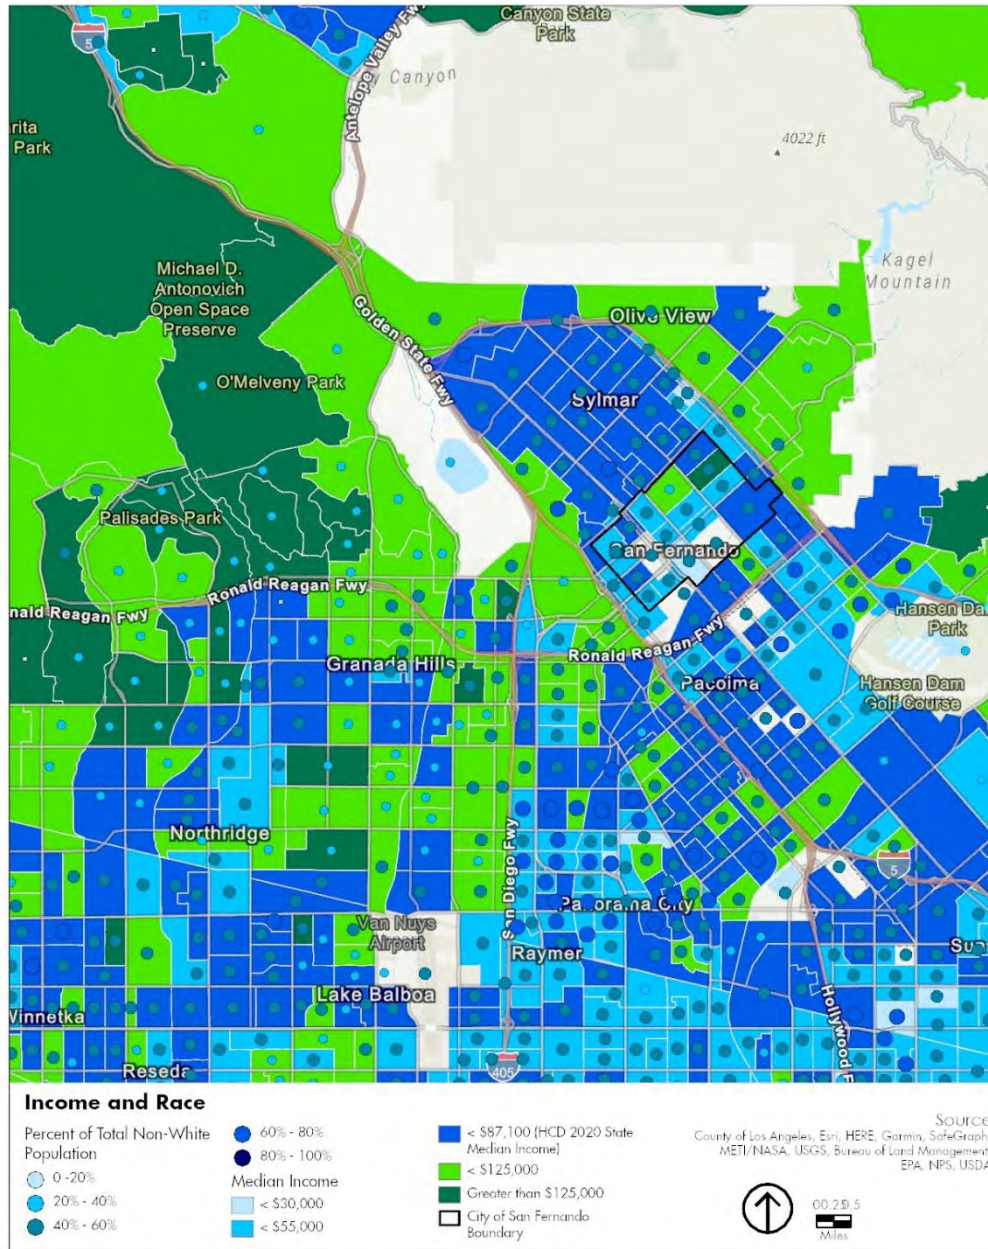 Canyon State
Park
5
Antelope Valley Fwy
y Canyon
rita
Park
4022 ft
Kagel
Mountain
Michael D.
Antonovich
Open Space
Preserve
Golden State Fwy
Olive View
O'Melveny Park
Sylmar
Palisades Park
San Fernando
Ronald Reagan Fwy
nald Reagan Fwy
Hansen Da
Park
Ronald Reagan Fwy
Granada Hills
Pacoima
Hansen Dam
Golf Course
San Diego Fwy
Northridge
5
Panorama City
Van Nuys
Airport
Raymer
Sun
Lake Balboa
Winnetka
Hollywood F
Reseda
405
Income and Race
Percent of Total Non-White
Population
0 -20%
20% - 40%
40% - 60%
60% - 80%
80% - 100%
Median Income
< $30,000
< $55,000
< $87,100 (HCD 2020 State
Median Income)
< $125,000
Greater than $125,000
City of San Fernando
Boundary
Source
County of Los Angeles, Esri, HERE, Garmin, SafeGraph
METI/NASA, USGS, Bureau of Land Management
EPA, NPS, USDA
Miles